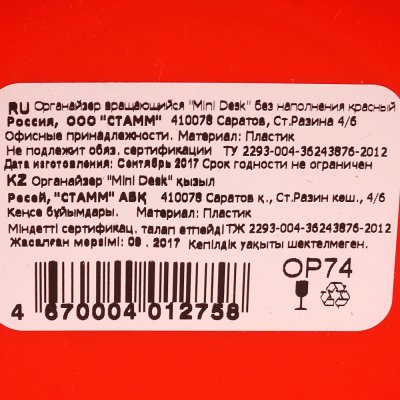 RU Органайзер вращающийся "Mini Desk" без наполнения красный
Россия, ООО "СТАММ" 410078 Саратов, Ст.Разина 4/6
Офисные принадлежности. Материал: Пластик
Не подлежит обяз. сертификации ТУ 2293-004-36243876-2012
Дата изготовления: Сентябрь 2017 Срок годности не ограничен
KZ Органайзер "Mini Desk" қызыл
Ресей, "СТАММ" АБҚ 410078 Саратов қ., Ст.Разин көш., 4/6
Кеңсе бұйымдары. Материал: Пластик
Міндетті сертификац. талап етпейді ТЖ 2293-004-36243876-2012
Жасалған мерзімі: 09 . 2017 Кепілдік уақыты шектелмеген.
ОР74
4 670004 012758